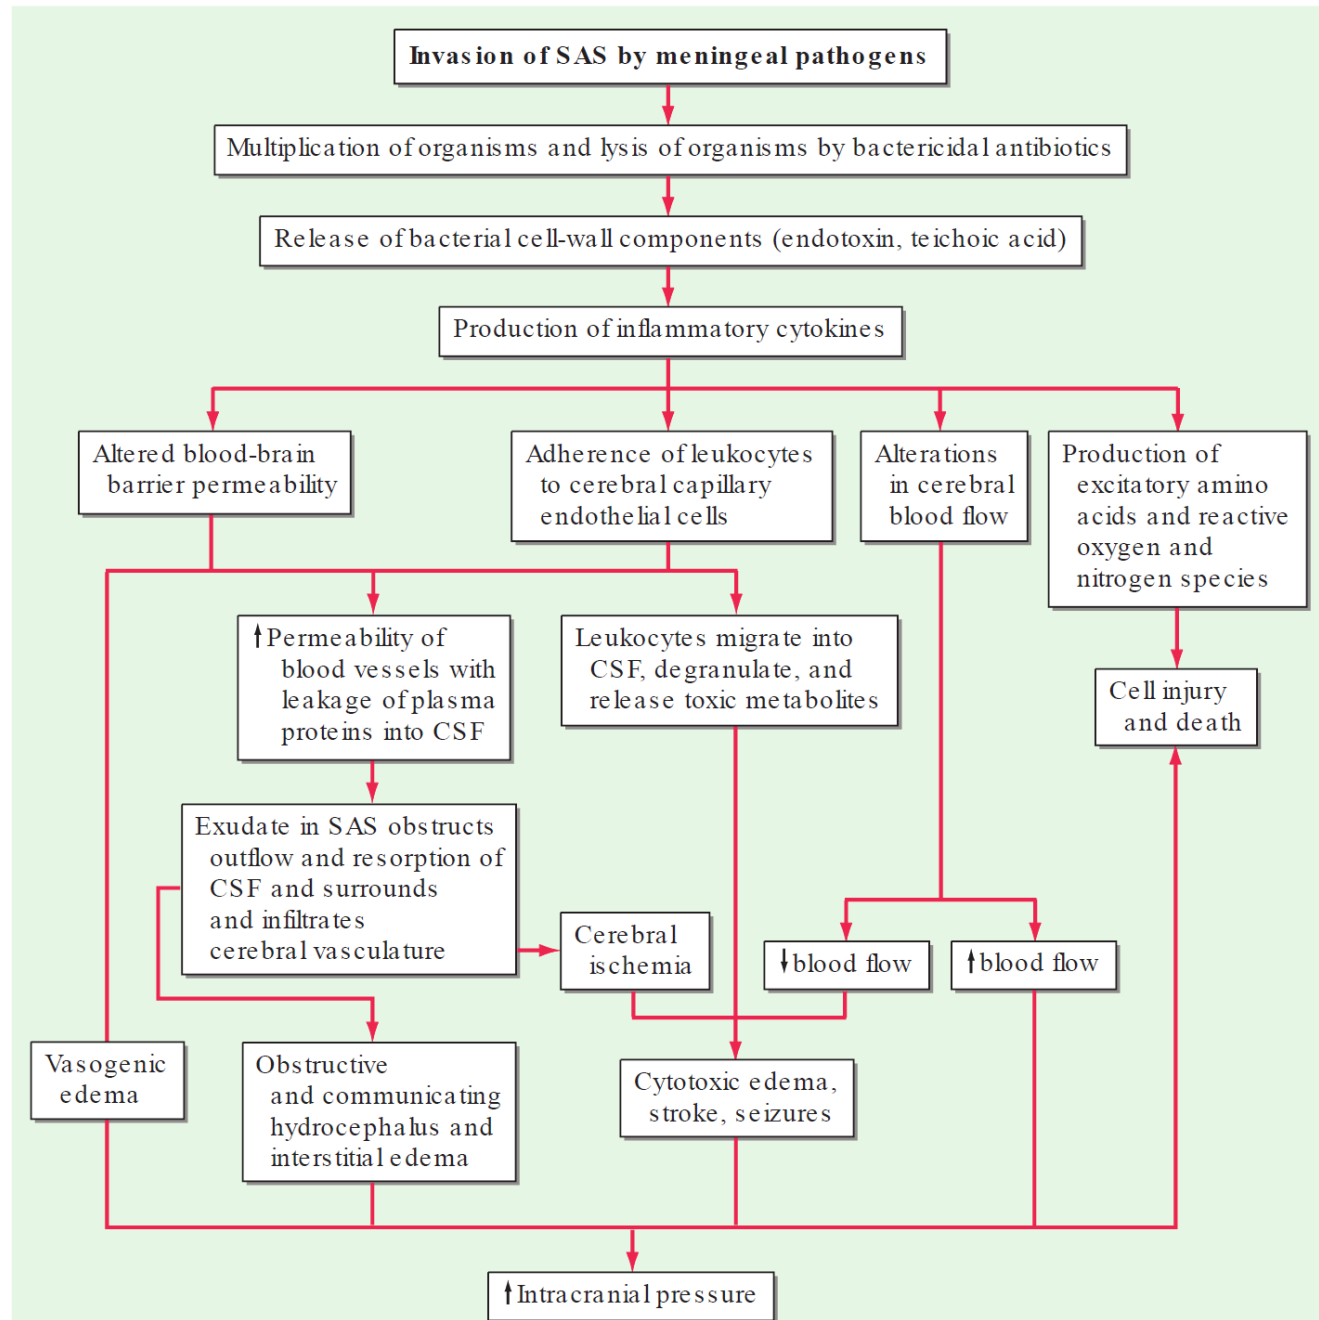 Invasion of SAS by meningeal pathogens
Multiplication of organisms and lysis of organisms by bactericidal antibiotics
Release of bacterial cell-wall components (endotoxin, teichoic acid)
Production of inflammatory cytokines
Altered blood-brain
barrier permeability
Adherence of leukocytes
to cerebral capillary
endothelial cells
Alterations
in cerebral
blood flow
Production of
excitatory amino
acids and reactive
oxygen and
nitrogen species
↑Permeability of
blood vessels with
leakage of plasma
proteins into CSF
Leukocytes migrate into
CSF, degranulate, and
release toxic metabolites
Cell injury
and death
Exudate in SAS obstructs
outflow and resorption of
CSF and surrounds
and infiltrates
cerebral vasculature
Cerebral
ischemia
↓blood flow
↑blood flow
Vasogenic
edema
Obstructive
and communicating
hydrocephalus and
interstitial edema
Cytotoxic edema,
stroke, seizures
↑Intracranial pressure